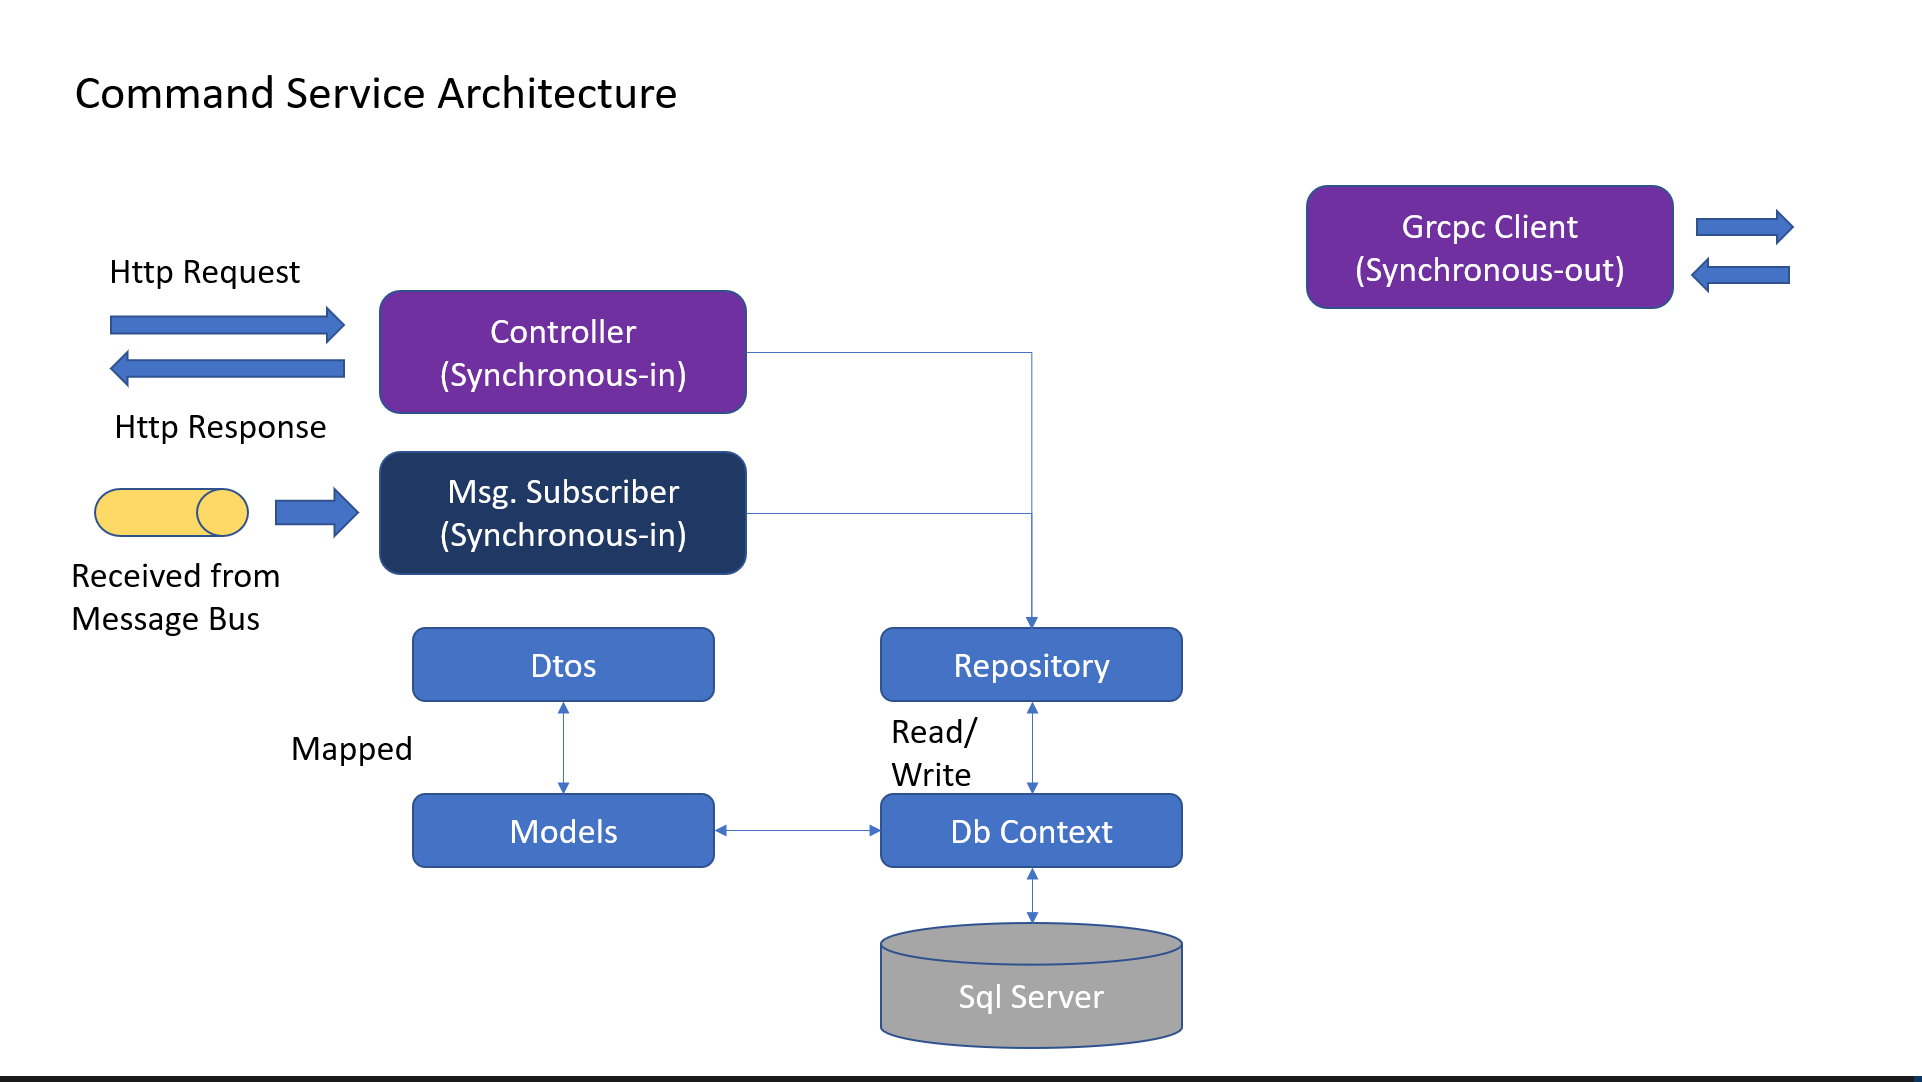 Command Service Architecture
Grcpc Client
(Synchronous-out)
Http Request
Controller
(Synchronous-in)
Http Response
Msg. Subscriber
(Synchronous-in)
Received from
Message Bus
Dtos
Repository
Mapped
Read/
Write
Models
Db Context
Sql Server